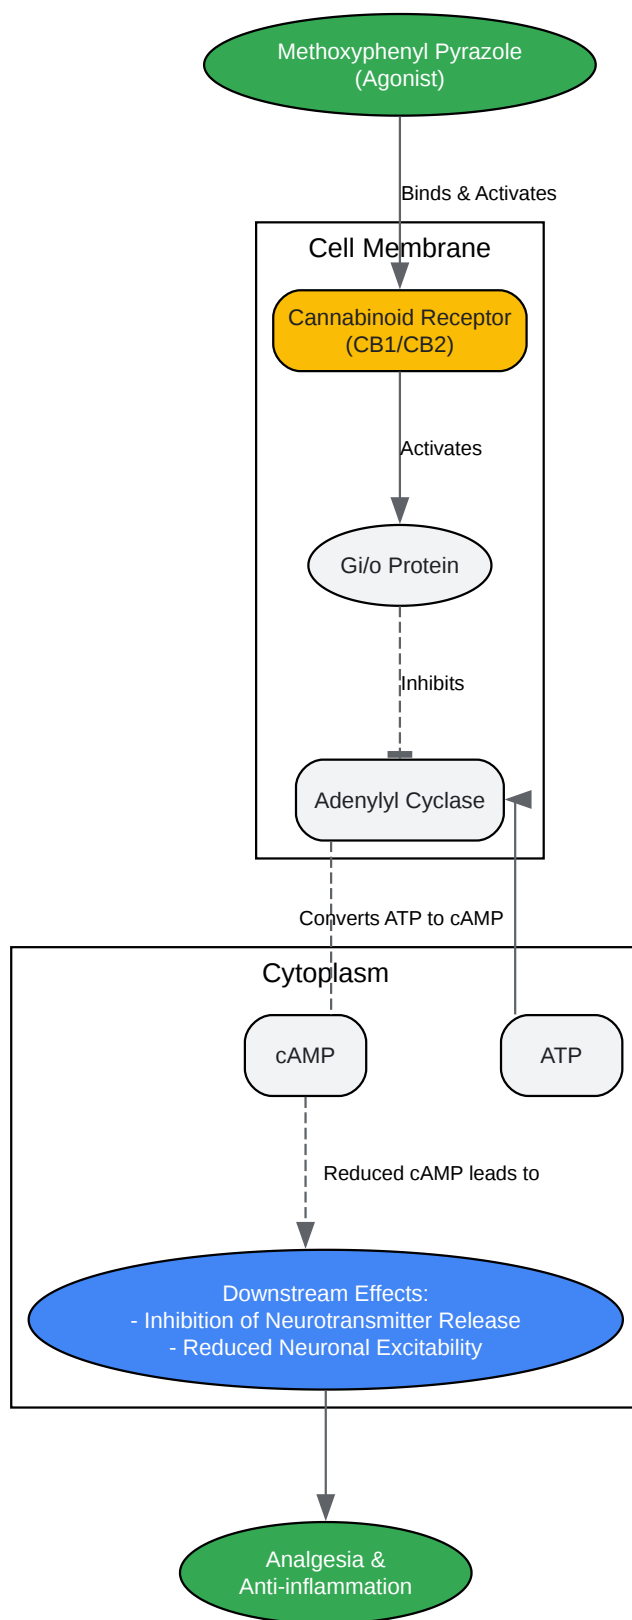 Methoxyphenyl Pyrazole
(Agonist)
Binds & Activates
Cell Membrane
Cannabinoid Receptor
(CB1/CB2)
Activates
Gi/o Protein
Inhibits
Adenylyl Cyclase
Converts ATP to cAMP
Cytoplasm
cAMP
ATP
Reduced cAMP leads to
Downstream Effects:
- Inhibition of Neurotransmitter Release
- Reduced Neuronal Excitability
Analgesia &
Anti-inflammation